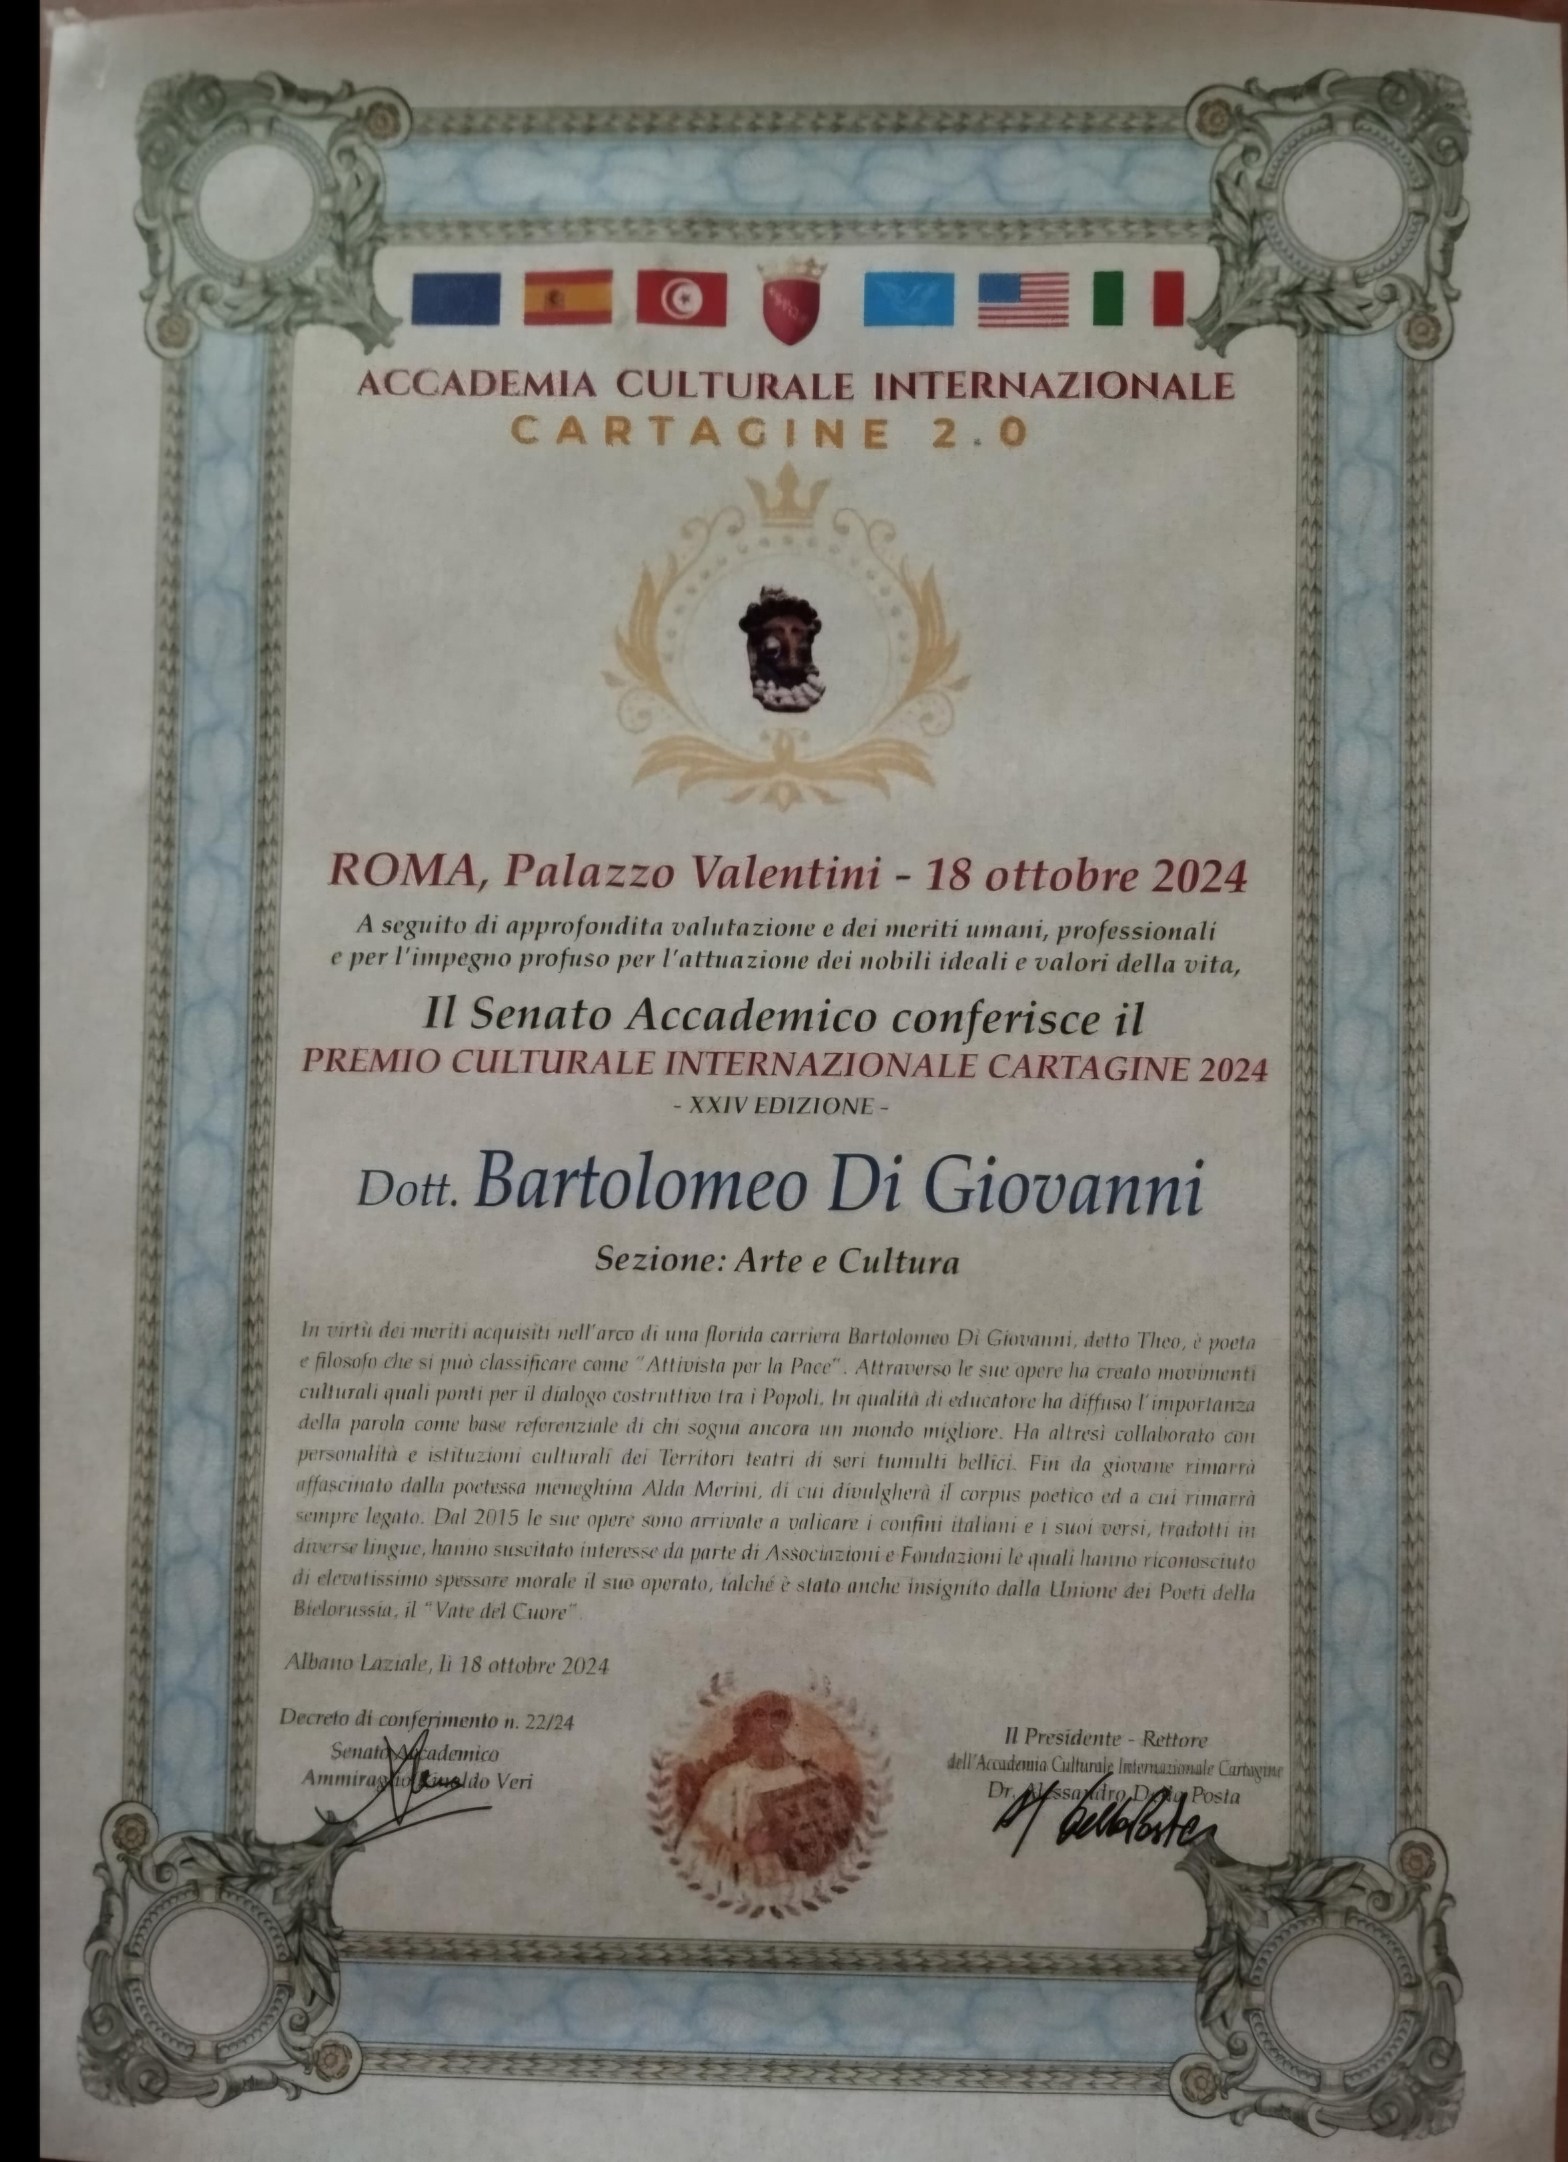 ACCADEMIA CULTURALE INTERNAZIONALE
CARTAGINE 2.0
ROMA, Palazzo Valentini - 18 ottobre 2024
A seguito di approfondita valutazione e dei meriti umani, professionali
e per l'impegno profuso per l'attuazione dei nobili ideali e valori della vita,
Il Senato Accademico conferisce il
PREMIO CULTURALE INTERNAZIONALE CARTAGINE 2024
- XXIV EDIZIONE -
Dott. Bartolomeo Di Giovanni
Sezione: Arte e Cultura
In virtù dei meriti acquisiti nell'arco di una florida carriera Bartolomeo Di Giovanni, detto Theo, è poeta
e filosofo che si può classificare come "Attivista per la Pace". Attraverso le sue opere ha creato movimenti
culturali quali ponti per il dialogo costruttivo tra i Popoli. In qualità di educatore ha diffuso l'importanza
della parola come base referenziale di chi sogna ancora un mondo migliore. Ha altresì collaborato con
personalità e istituzioni culturali dei Territori teatri di seri tumulti bellici. Fin da giovane rimarrà
affascinato dalla poetessa meneghina Alda Merini, di cui divulgherà il corpus poetico ed a cui rimarrà
sempre legato. Dal 2015 le sue opere sono arrivate a valicare i confini italiani e i suoi versi, tradotti in
diverse lingue, hanno suscitato interesse da parte di Associazioni e Fondazioni le quali hanno riconosciuto
di elevatissimo spessore morale il suo operato, talché è stato anche insignito dalla Unione dei Poeti della
Bielorussia, il "Vate del Cuore".
Albano Laziale, lì 18 ottobre 2024
Decreto di conferimento n. 22/24
Senato Accademico
Ammiraglio Rinaldo Veri
Il Presidente - Rettore
dell'Accademia Culturale Internazionale Cartagine
Dr. Alessandro Della Posta